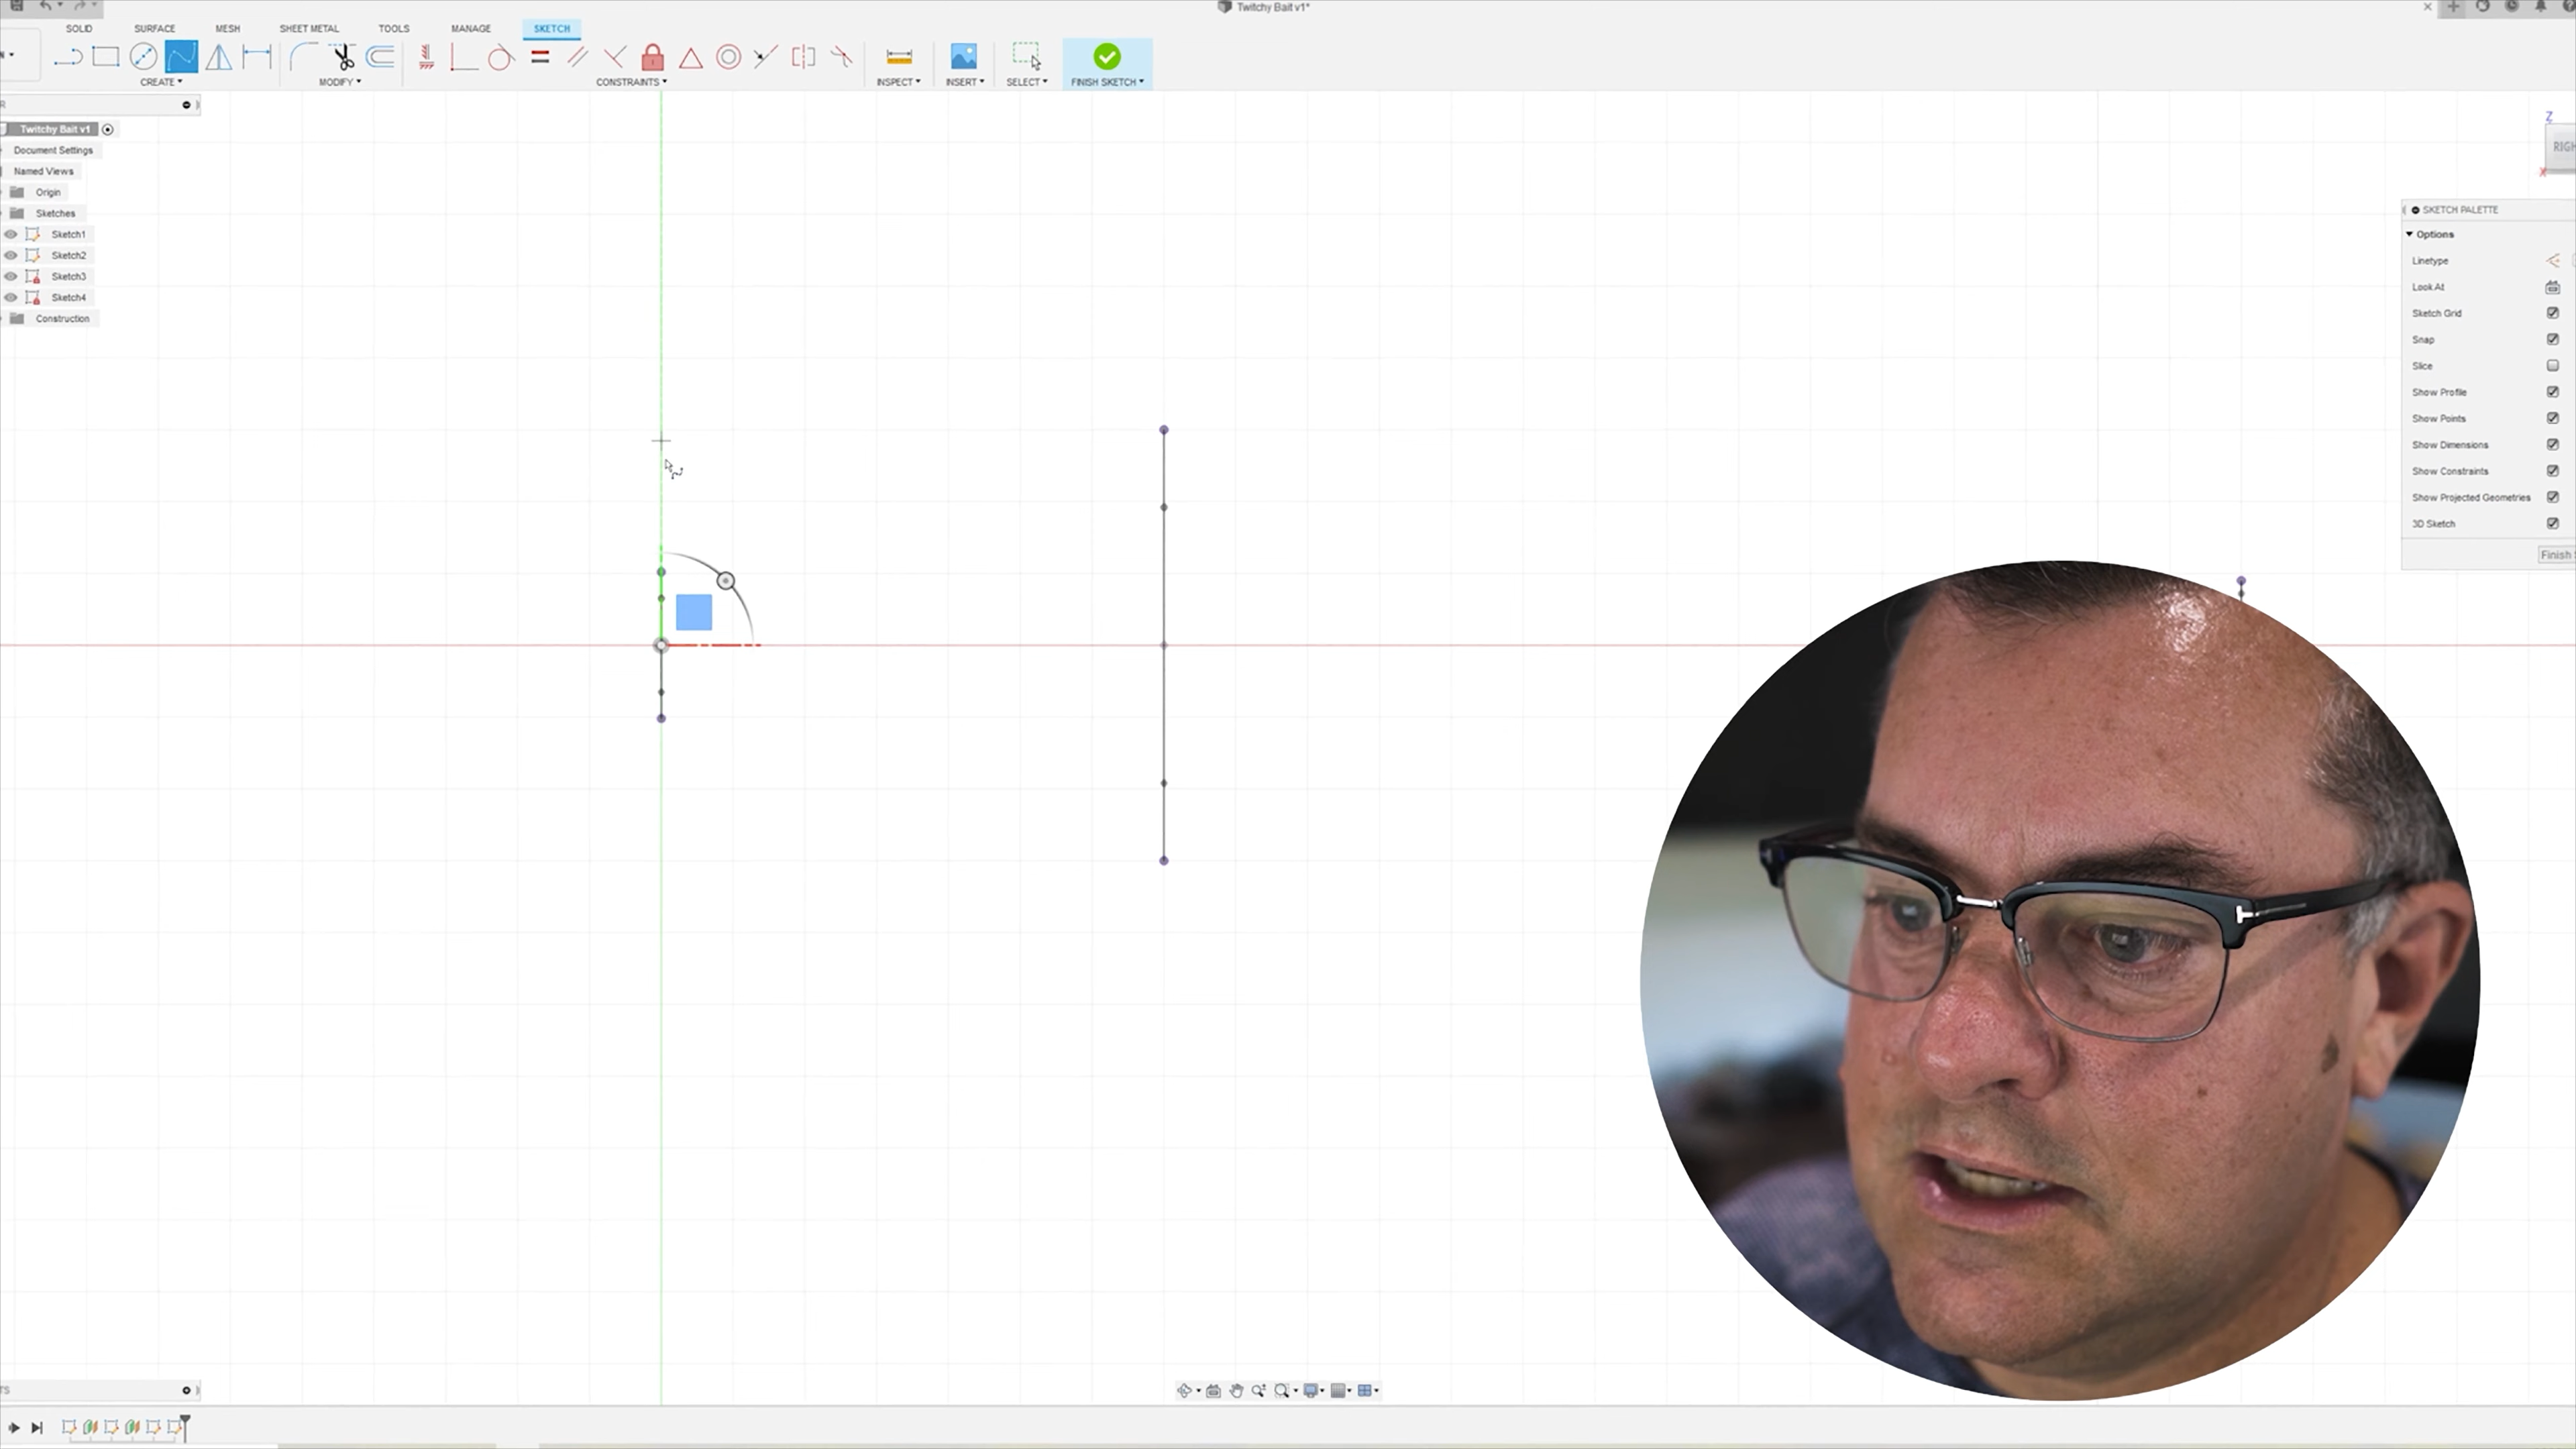 Twitchy Bait v1*
SOLID SURFACE MESH SHEET METAL TOOLS MANAGE SKETCH
CREATE MODIFY CONSTRAINTS INSPECT INSERT SELECT FINISH SKETCH
R
Twitchy Bait v1
Document Settings
Named Views
Origin
Sketches
Sketch1
Sketch2
Sketch3
Sketch4
Construction
Z
RIGH
X
SKETCH PALETTE
Options
Linetype
Look At
Sketch Grid
Snap
Slice
Show Profile
Show Points
Show Dimensions
Show Constraints
Show Projected Geometries
3D Sketch
Finish
TS